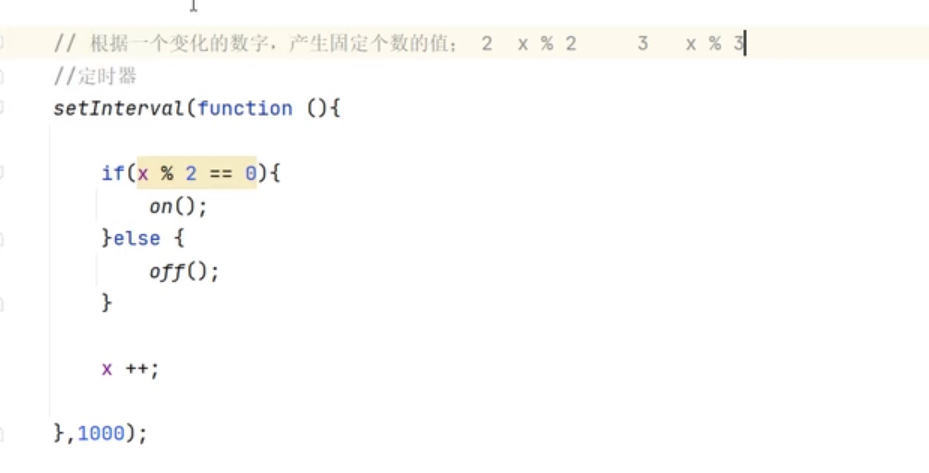 // 根据一个变化的数字，产生固定个数的值； 2  x % 2     3   x % 3
//定时器
setInterval(function (){
if(x % 2 == 0){
on();
}else {
off();
}
x ++;
},1000);